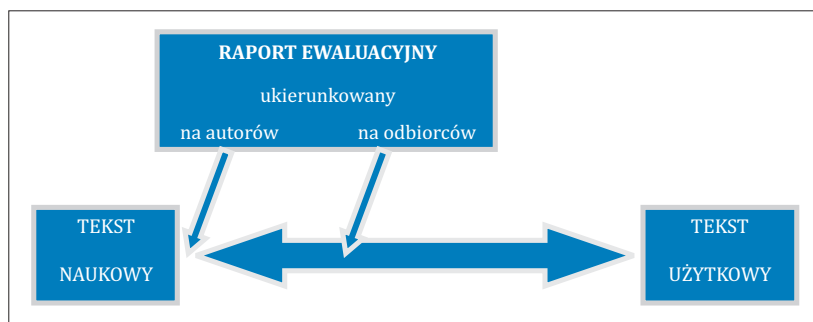 RAPORT EWALUACYJNY
ukierunkowany
na autorów na odbiorców
TEKST
NAUKOWY
TEKST
UŻYTKOWY